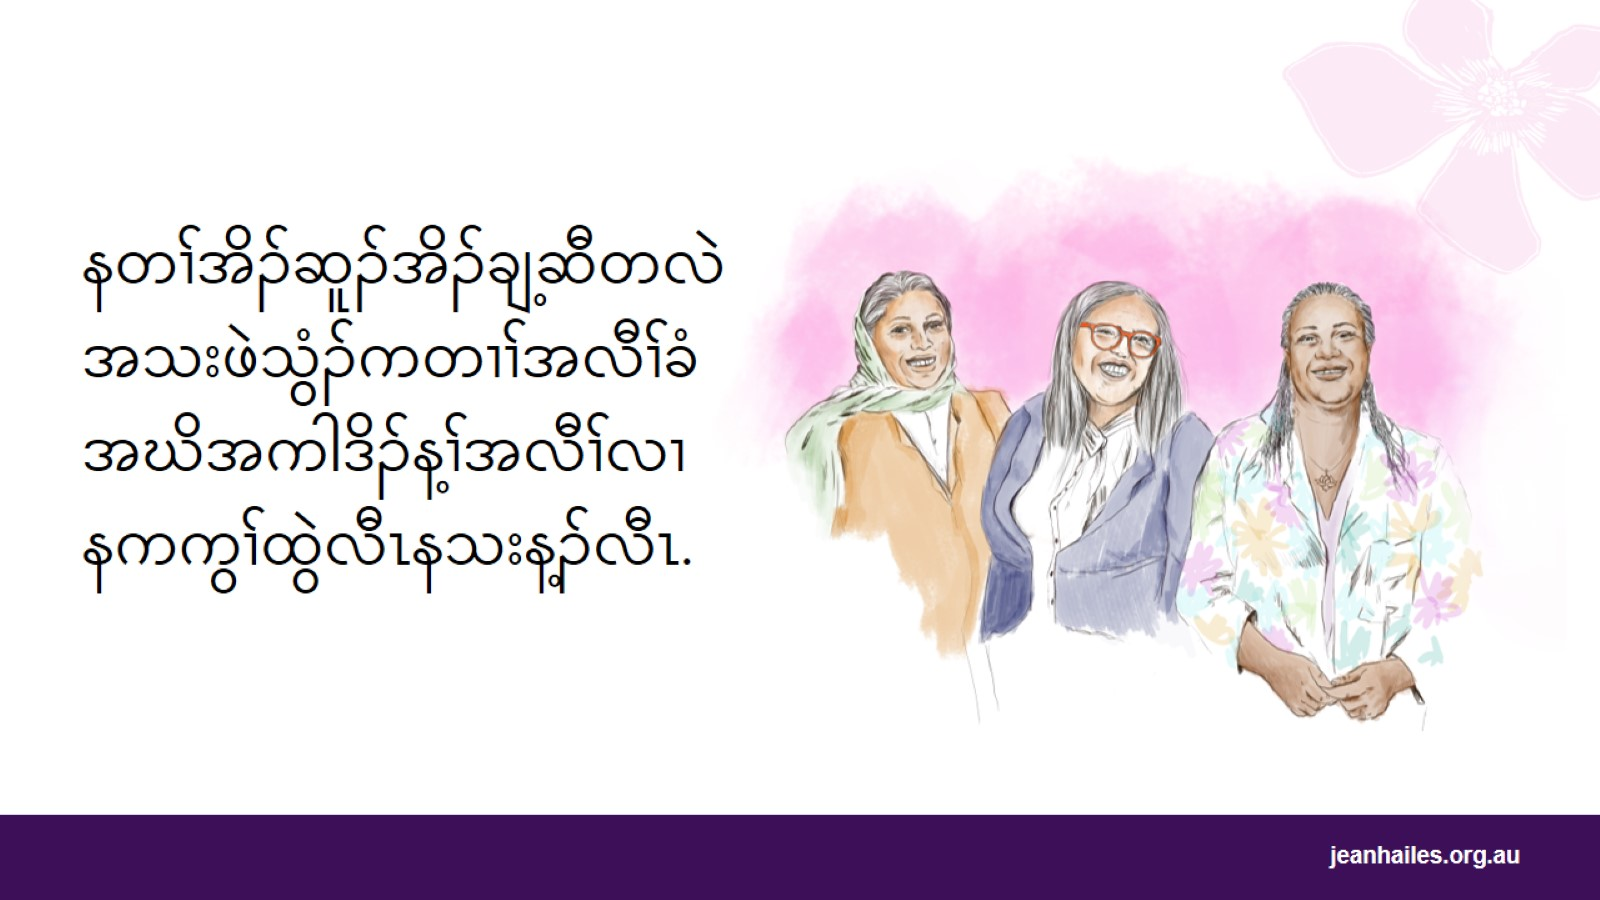 နတၢ်အိၣ်ဆူၣ်အိၣ်ချ့ဆီတလဲ
အသးဖဲသွံၣ်ကတၢၢ်အလီၢ်ခံ
အဃိအကါဒိၣ်န့ၢ်အလီၢ်လၢ
နကကွၢ်ထွဲလီၤနသးန့ၣ်လီၤ.
jeanhailes.org.au